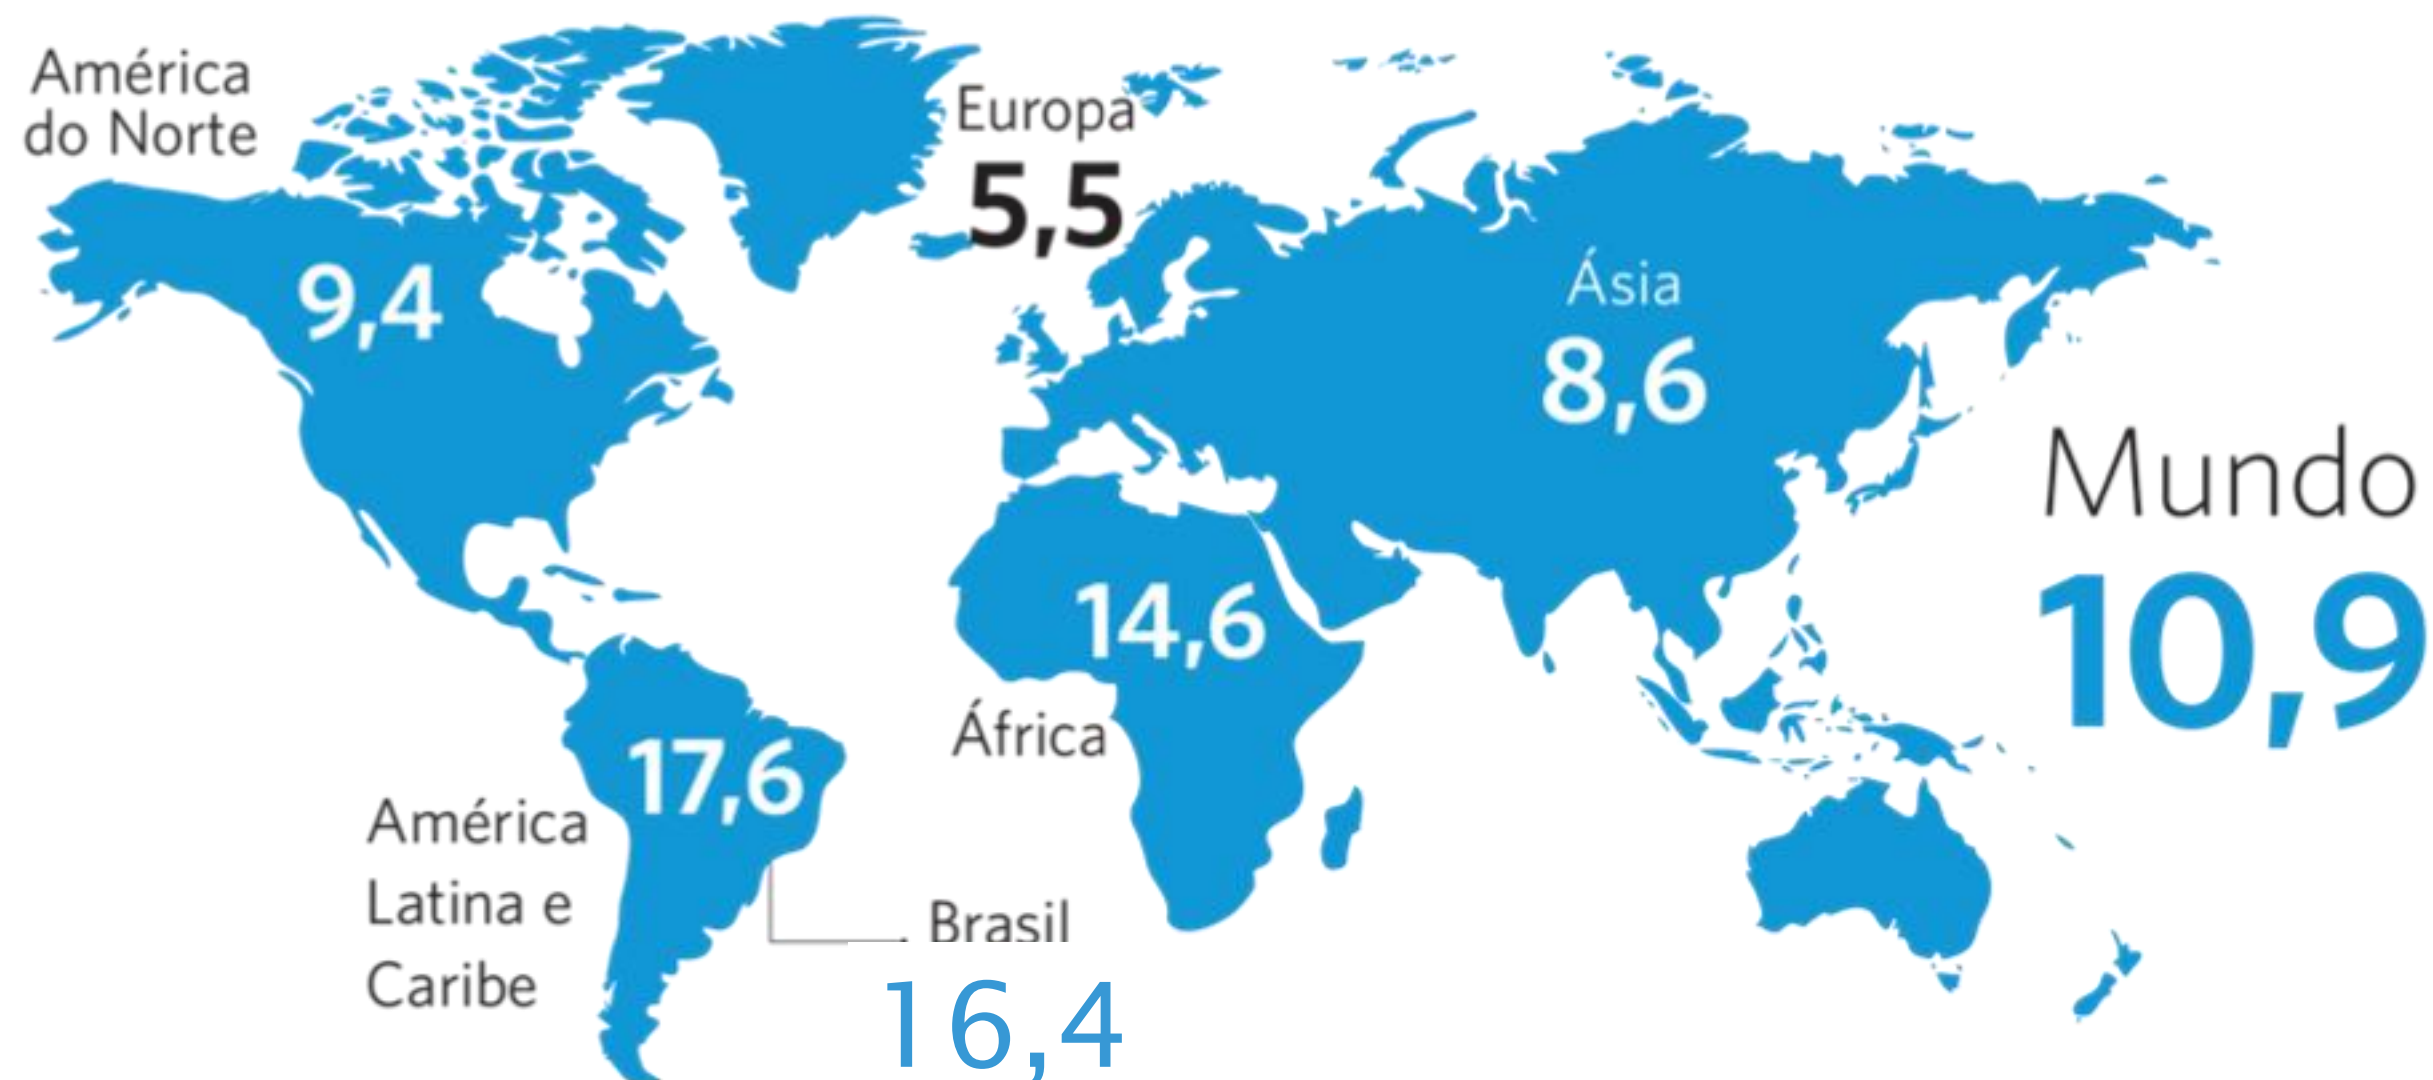 América
do Norte
9,4
Europa
5,5
Ásia
8,6
Mundo
10,9
14,6
África
17,6
América
Latina e
Caribe
Brasil
16,4